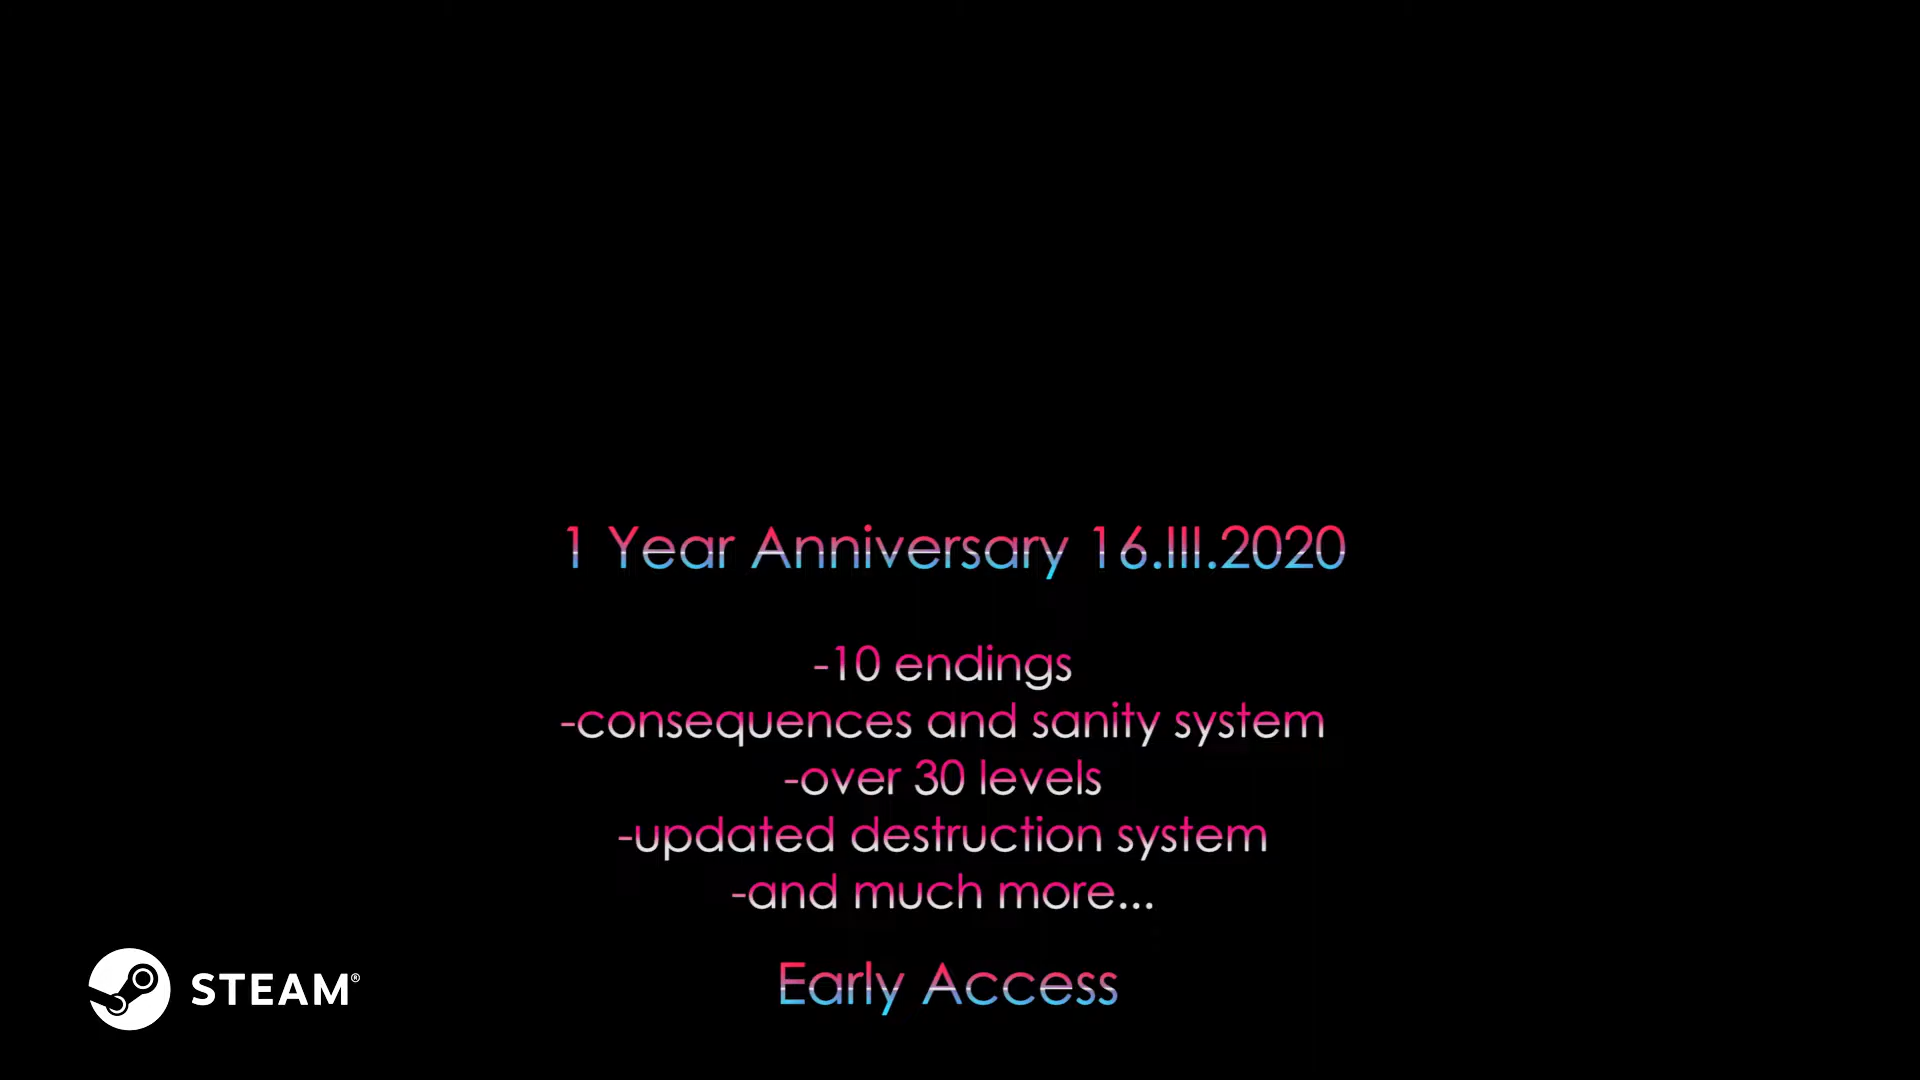 1 Year Anniversary 16.III.2020
-10 endings
-consequences and sanity system
-over 30 levels
-updated destruction system
-and much more...
Early Access
STEAM®